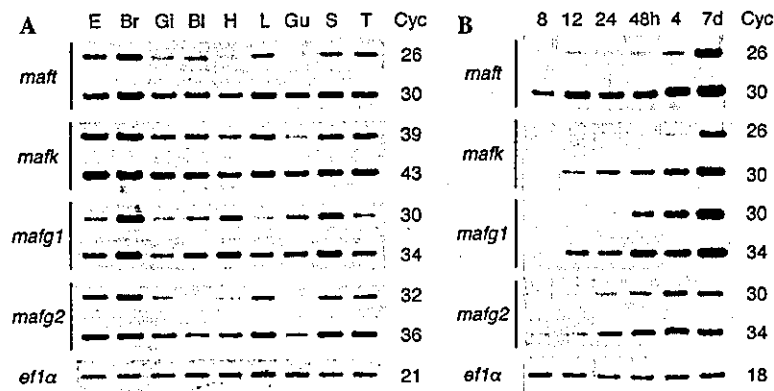 A E Br Gi Bl H L Gu S T Cyc
maft 26
30
mafk 39
43
mafg1 30
34
mafg2 32
36
ef1α 21
B 8 12 24 48h 4 7d Cyc
maft 26
30
mafk 26
30
mafg1 30
34
mafg2 30
34
ef1α 18